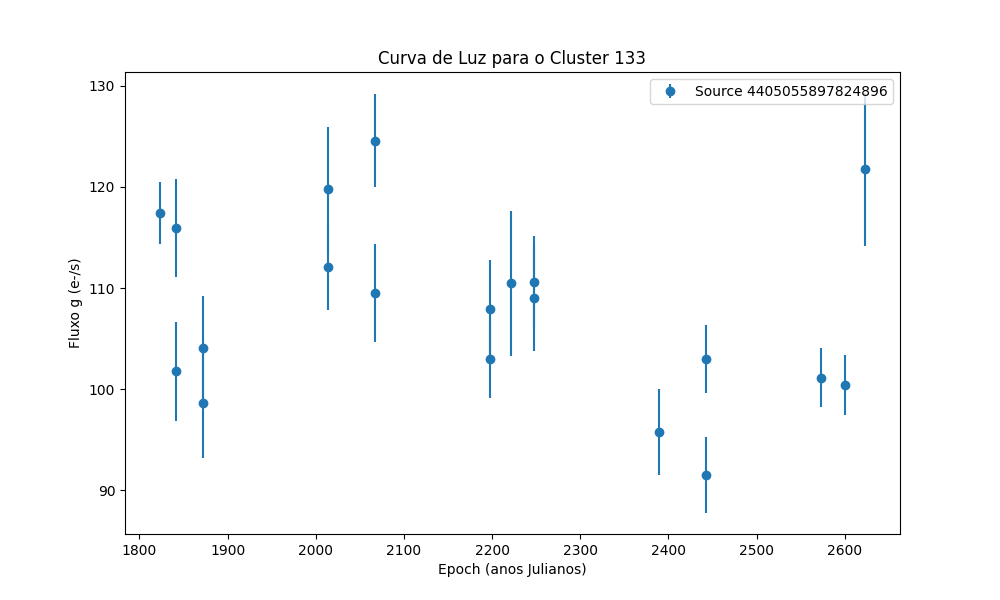 Curva de Luz para o Cluster 133
Source 4405055897824896
130
120
110
100
90
Fluxo g (e-/s)
1800 1900 2000 2100 2200 2300 2400 2500 2600
Epoch (anos Julianos)